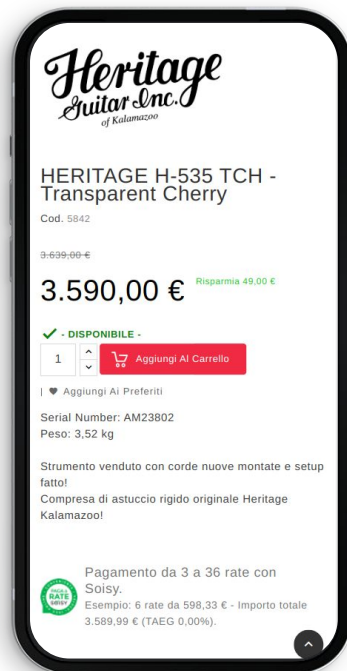 Heritage
Guitar Inc.
of Kalamazoo
HERITAGE H-535 TCH -
Transparent Cherry
Cod. 5842
3.639,00 €
3.590,00 € Risparmia 49,00 €
- DISPONIBILE -
1 Aggiungi Al Carrello
| Aggiungi Ai Preferiti
Serial Number: AM23802
Peso: 3,52 kg
Strumento venduto con corde nuove montate e setup
fatto!
Compresa di astuccio rigido originale Heritage
Kalamazoo!
Pagamento da 3 a 36 rate con
Soisy.
PAGA A
RATE
soisy
Esempio: 6 rate da 598,33 € - Importo totale
3.589,99 € (TAEG 0,00%).